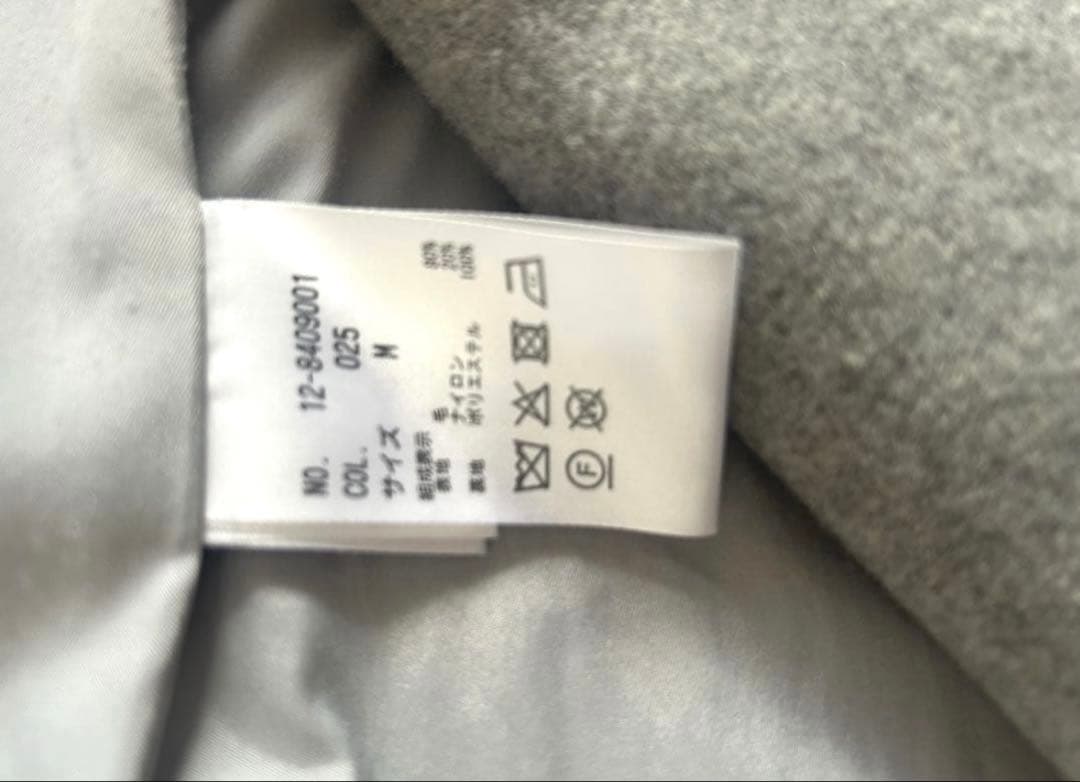 NO. 12-8409001
COL. 025
サイズ M
組成表示
表地 毛 80%
ナイロン 20%
裏地 ポリエステル 100%
F W